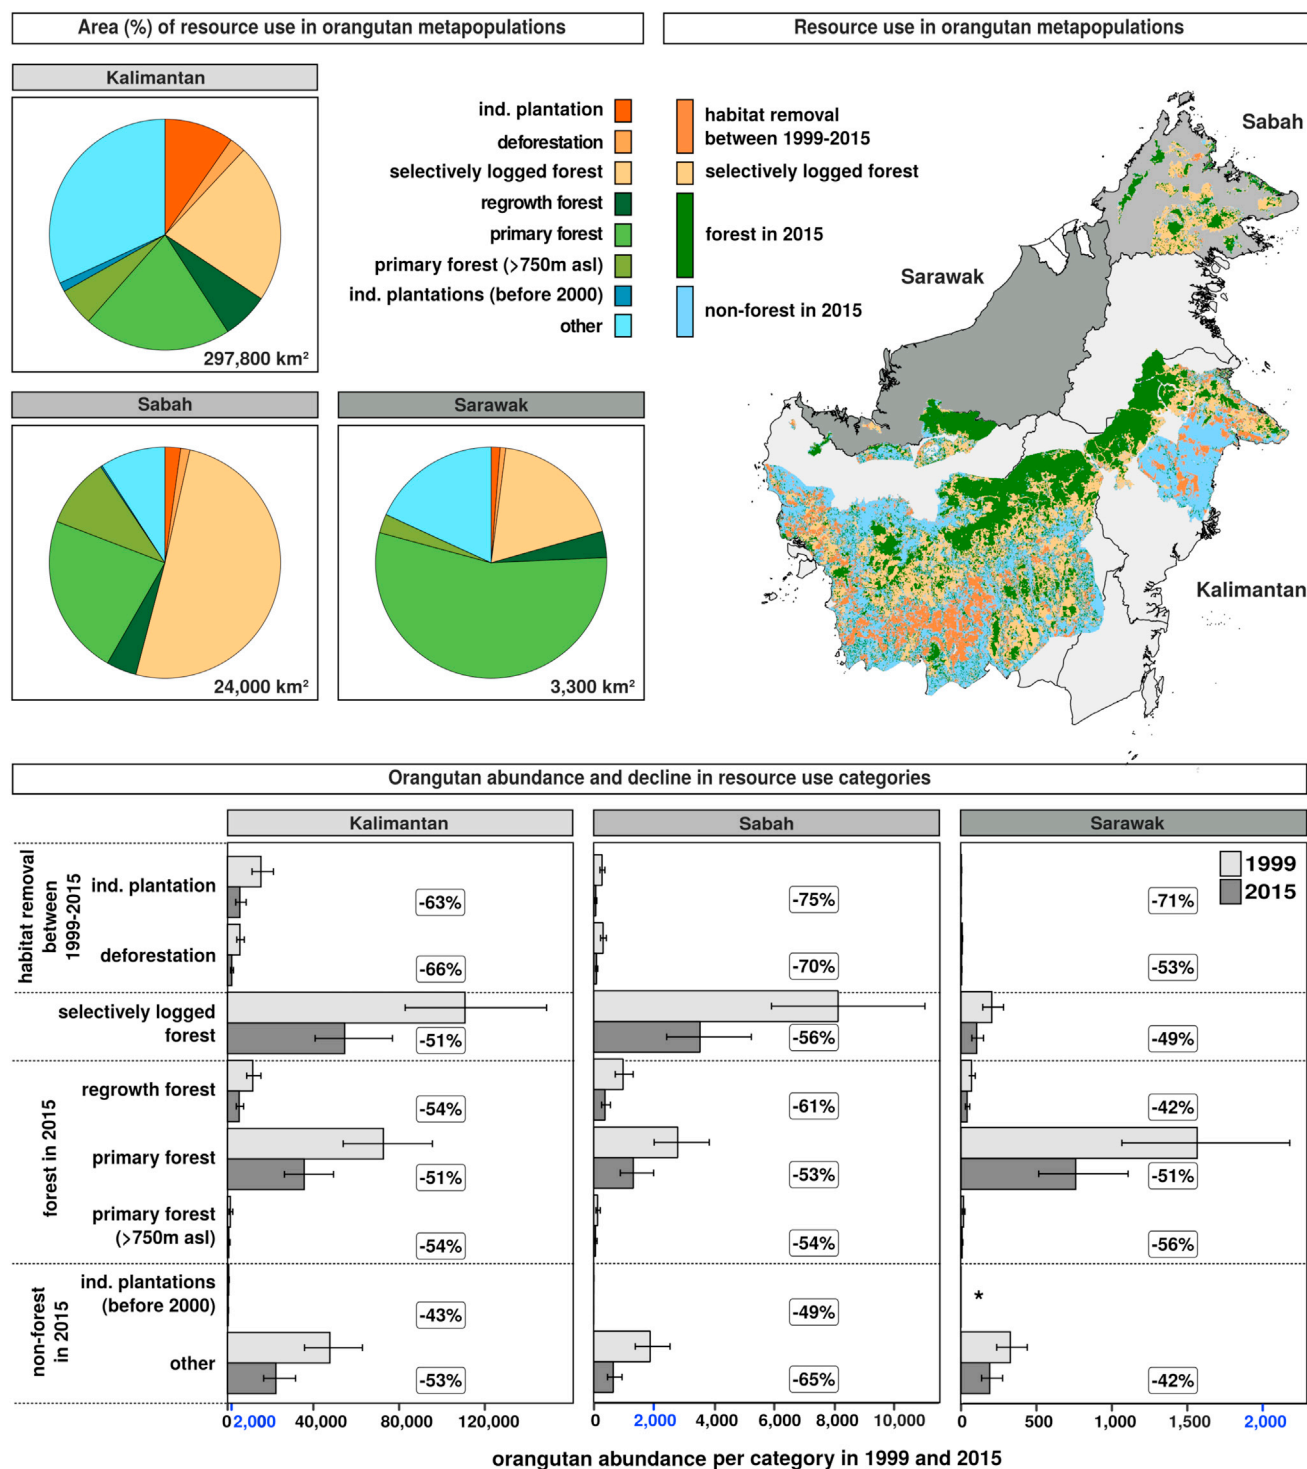 Area (%) of resource use in orangutan metapopulations
Resource use in orangutan metapopulations
Kalimantan
297,800 km²
ind. plantation
deforestation
selectively logged forest
regrowth forest
primary forest
primary forest (>750m asl)
ind. plantations (before 2000)
other
habitat removal
between 1999-2015
selectively logged forest
forest in 2015
non-forest in 2015
Sabah
Sarawak
Kalimantan
Sabah
24,000 km²
Sarawak
3,300 km²
Orangutan abundance and decline in resource use categories
Kalimantan
Sabah
Sarawak
habitat removal
between
1999-2015
ind. plantation
-63%
-75%
-71%
1999
2015
deforestation
-66%
-70%
-53%
selectively logged
forest
-51%
-56%
-49%
forest in 2015
regrowth forest
-54%
-61%
-42%
primary forest
-51%
-53%
-51%
primary forest
(>750m asl)
-54%
-54%
-56%
non-forest
in 2015
ind. plantations
(before 2000)
-43%
-49%
*
other
-53%
-65%
-42%
0 2,000 40,000 80,000 120,000
0 2,000 4,000 6,000 8,000 10,000
0 500 1,000 1,500 2,000
orangutan abundance per category in 1999 and 2015